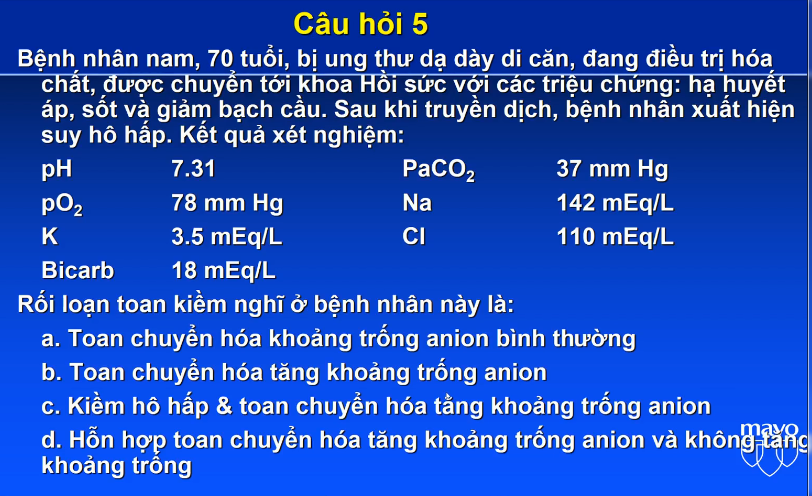 Câu hỏi 5
Bệnh nhân nam, 70 tuổi, bị ung thư dạ dày di căn, đang điều trị hóa
chất, được chuyển tới khoa Hồi sức với các triệu chứng: hạ huyết
áp, sốt và giảm bạch cầu. Sau khi truyền dịch, bệnh nhân xuất hiện
suy hô hấp. Kết quả xét nghiệm:
pH 7.31 PaCO₂ 37 mm Hg
pO₂ 78 mm Hg Na 142 mEq/L
K 3.5 mEq/L Cl 110 mEq/L
Bicarb 18 mEq/L
Rối loạn toan kiềm nghĩ ở bệnh nhân này là:
a. Toan chuyển hóa khoảng trống anion bình thường
b. Toan chuyển hóa tăng khoảng trống anion
c. Kiềm hô hấp & toan chuyển hóa tằng khoảng trống anion
d. Hỗn hợp toan chuyển hóa tăng khoảng trống anion và không tăng
khoảng trống
mayo